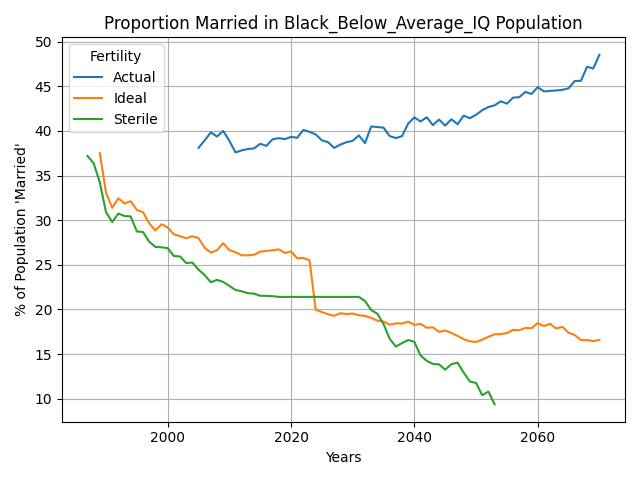 Proportion Married in Black_Below_Average_IQ Population
% of Population 'Married'
50
45
40
35
30
25
20
15
10
Fertility
Actual
Ideal
Sterile
2000 2020 2040 2060
Years